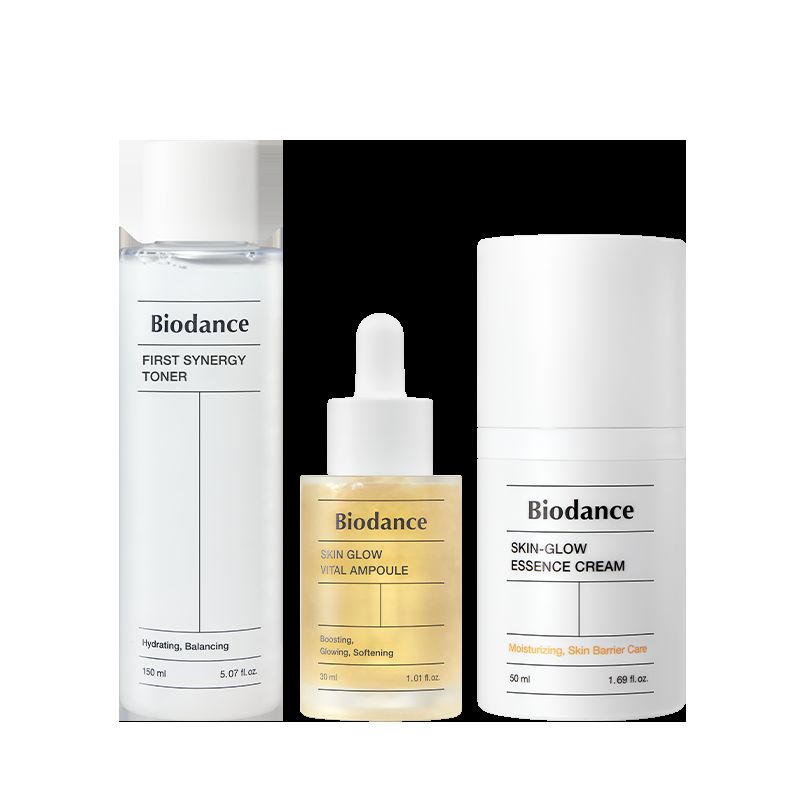 Biodance
FIRST SYNERGY
TONER
Hydrating, Balancing
150 ml 5.07 fl.oz.
Biodance
SKIN GLOW
VITAL AMPOULE
Boosting,
Glowing, Softening
30 ml 1.01 fl.oz.
Biodance
SKIN-GLOW
ESSENCE CREAM
Moisturizing, Skin Barrier Care
50 ml 1.69 fl.oz.